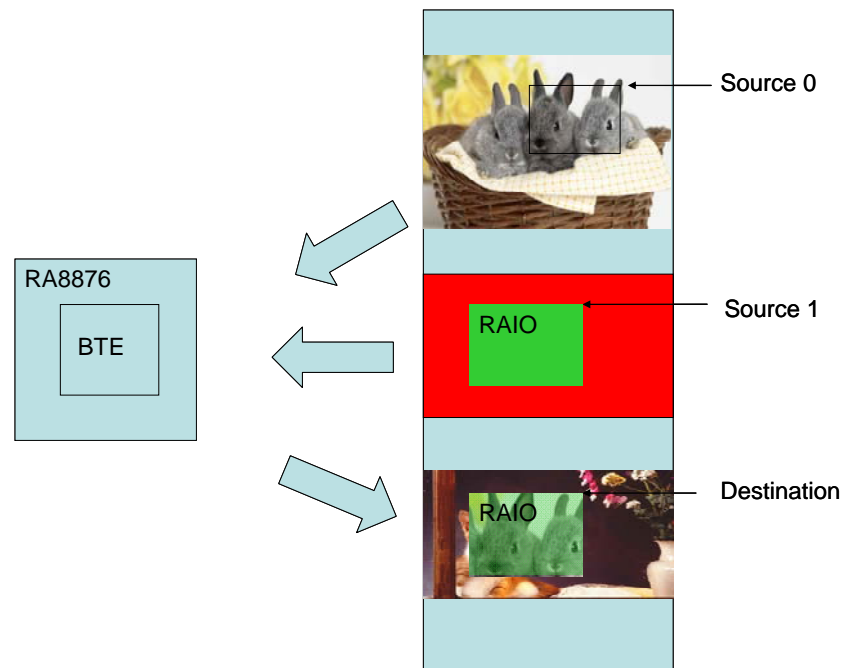 Source 0
RA8876
BTE
RAIO
Source 1
RAIO
Destination